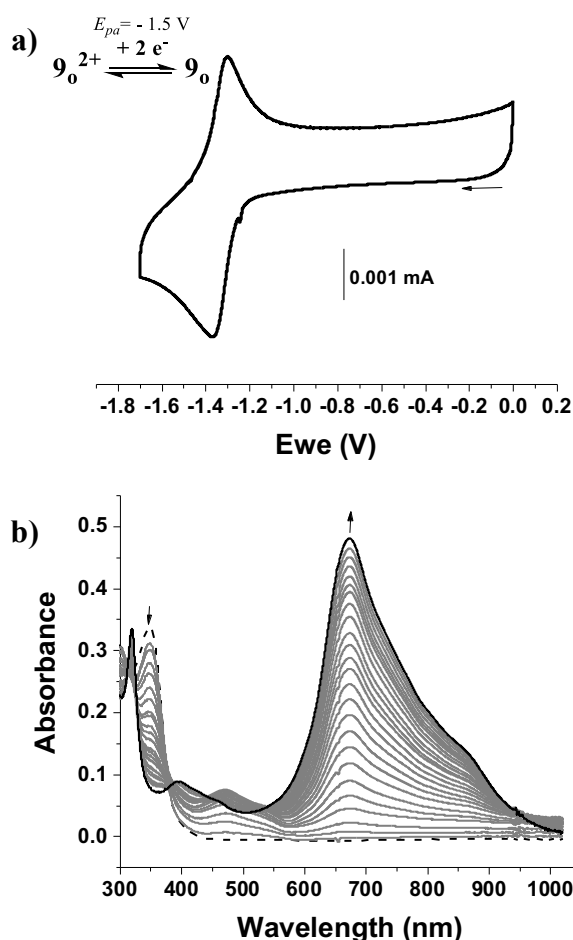 a)
E_pa= - 1.5 V
+ 2 e⁻
9ₒ²⁺ 9ₒ
0.001 mA
-1.8 -1.6 -1.4 -1.2 -1.0 -0.8 -0.6 -0.4 -0.2 0.0 0.2
Ewe (V)
b)
0.5
0.4
0.3
0.2
0.1
0.0
Absorbance
300 400 500 600 700 800 900 1000
Wavelength (nm)